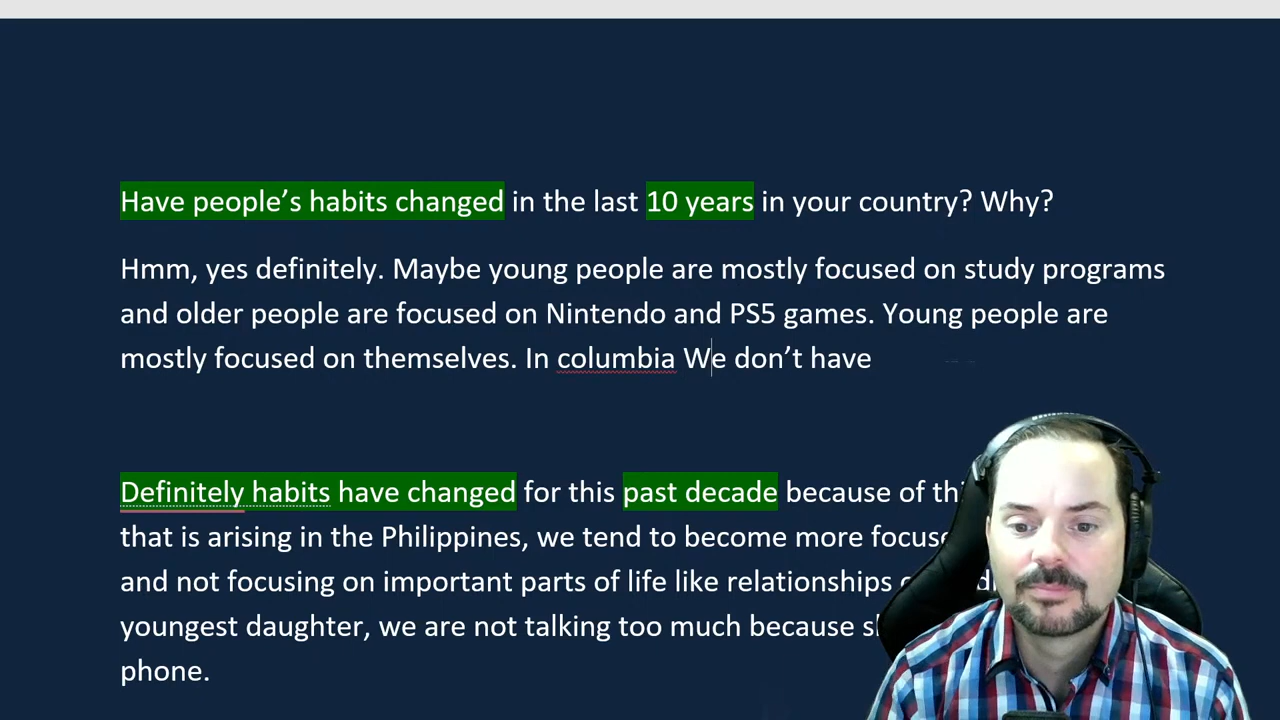 Have people’s habits changed in the last 10 years in your country? Why?
Hmm, yes definitely. Maybe young people are mostly focused on study programs
and older people are focused on Nintendo and PS5 games. Young people are
mostly focused on themselves. In columbia We don’t have
Definitely habits have changed for this past decade because of
that is arising in the Philippines, we tend to become more
and not focusing on important parts of life like relationships
youngest daughter, we are not talking too much because
phone.